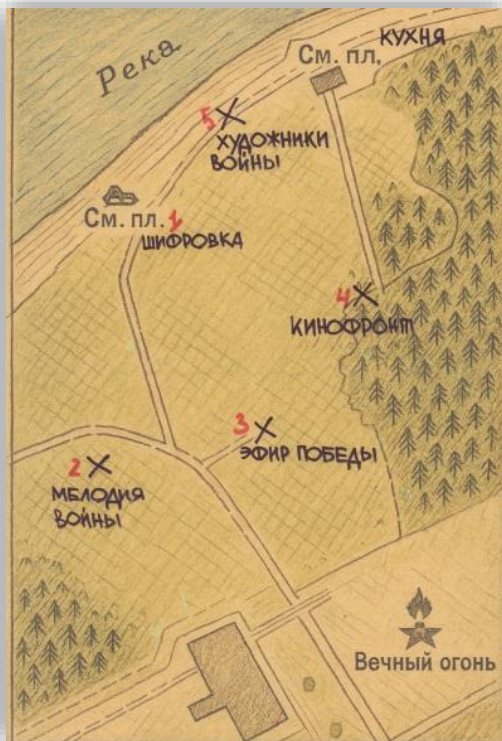 Река
КУХНЯ
См. пл.
5
ХУДОЖНИКИ
ВОЙНЫ
См. пл. 1
ШИФРОВКА
4
КИНОФРОНТ
3
ЭФИР ПОБЕДЫ
2
МЕЛОДИЯ
ВОЙНЫ
Вечный огонь